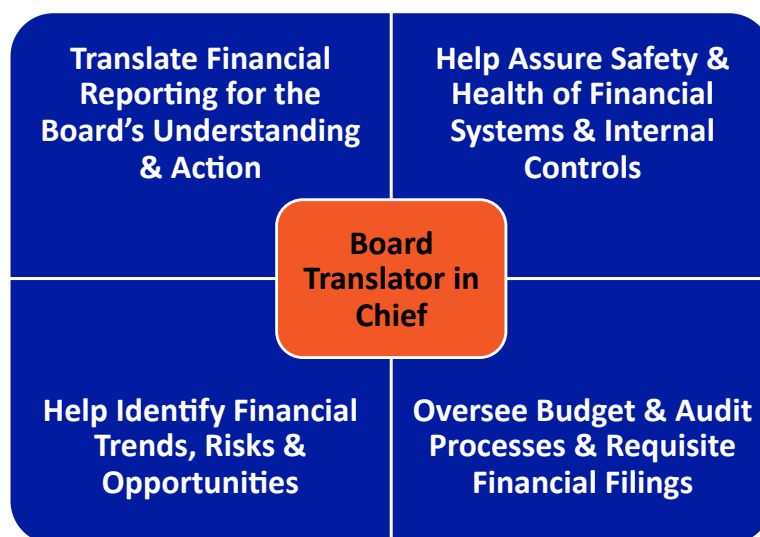 Translate Financial
Reporting for the
Board’s Understanding
& Action
Help Assure Safety &
Health of Financial
Systems & Internal
Controls
Board
Translator in
Chief
Help Identify Financial
Trends, Risks &
Opportunities
Oversee Budget & Audit
Processes & Requisite
Financial Filings